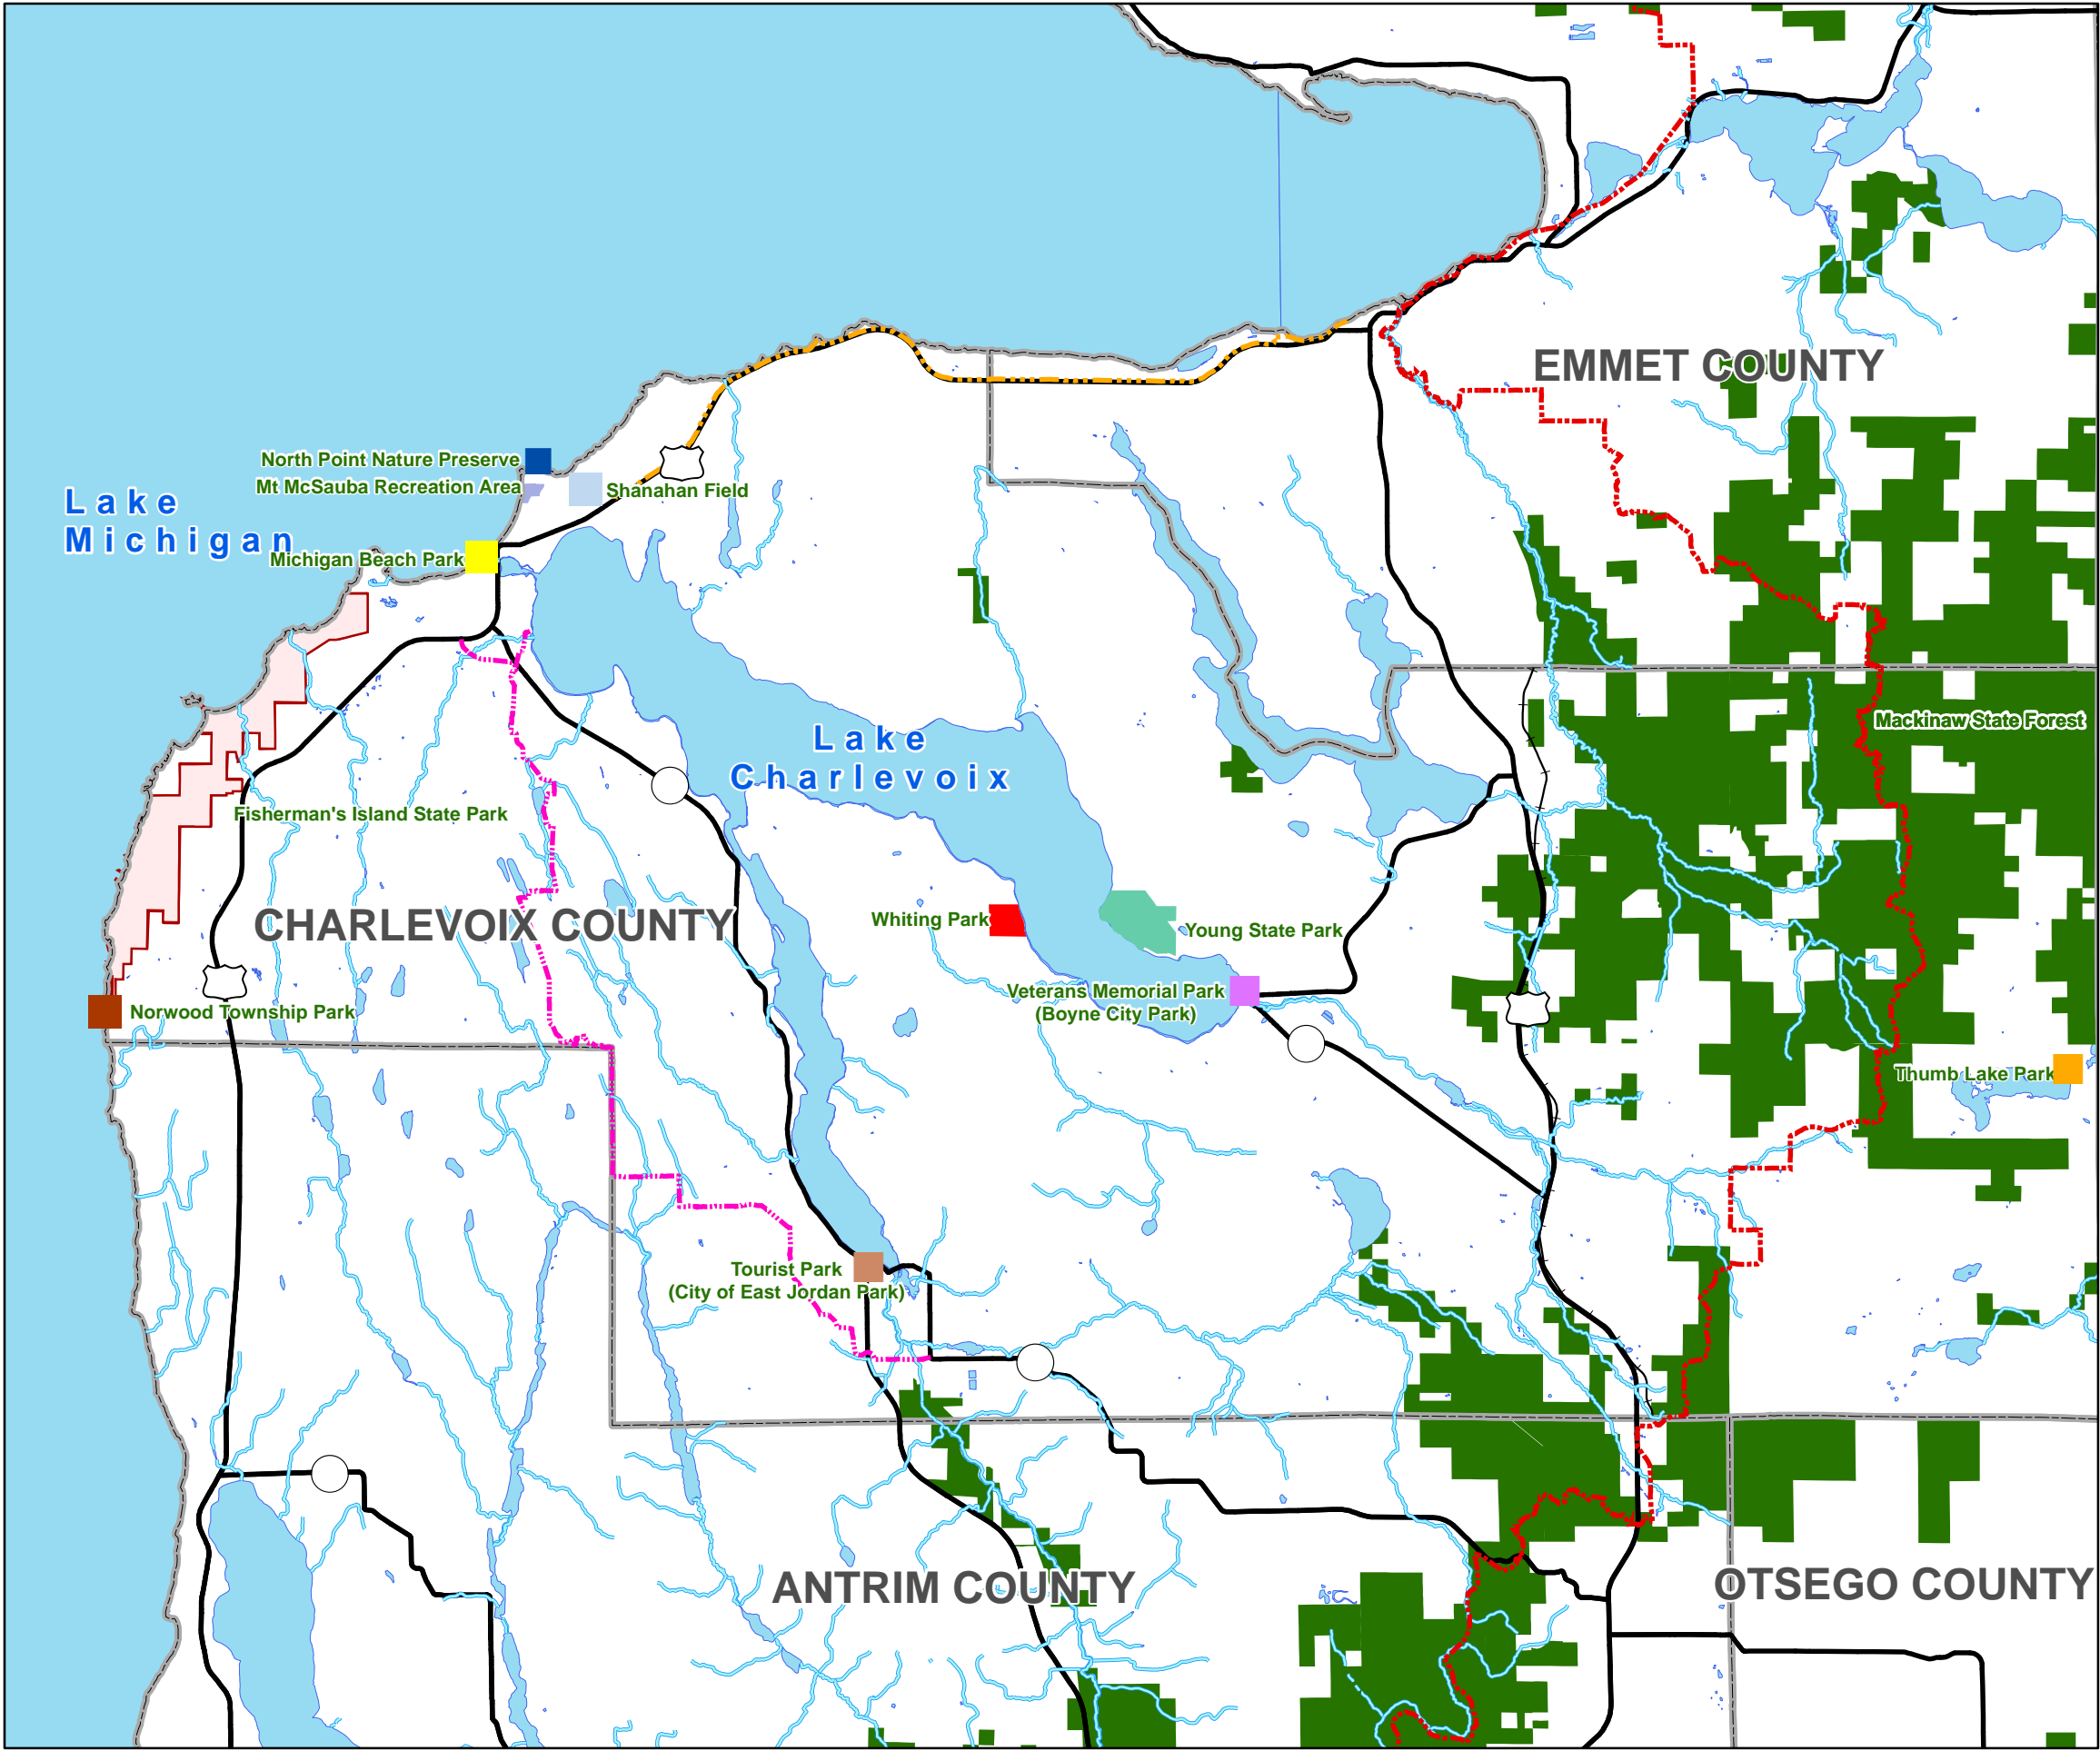 EMMET COUNTY
North Point Nature Preserve
Mt McSauba Recreation Area
Shanahan Field
Lake
Michigan
Michigan Beach Park
Mackinaw State Forest
Lake
Charlevoix
Fisherman's Island State Park
CHARLEVOIX COUNTY
Whiting Park
Young State Park
Veterans Memorial Park
(Boyne City Park)
Norwood Township Park
Thumb Lake Park
Tourist Park
(City of East Jordan Park)
ANTRIM COUNTY
OTSEGO COUNTY